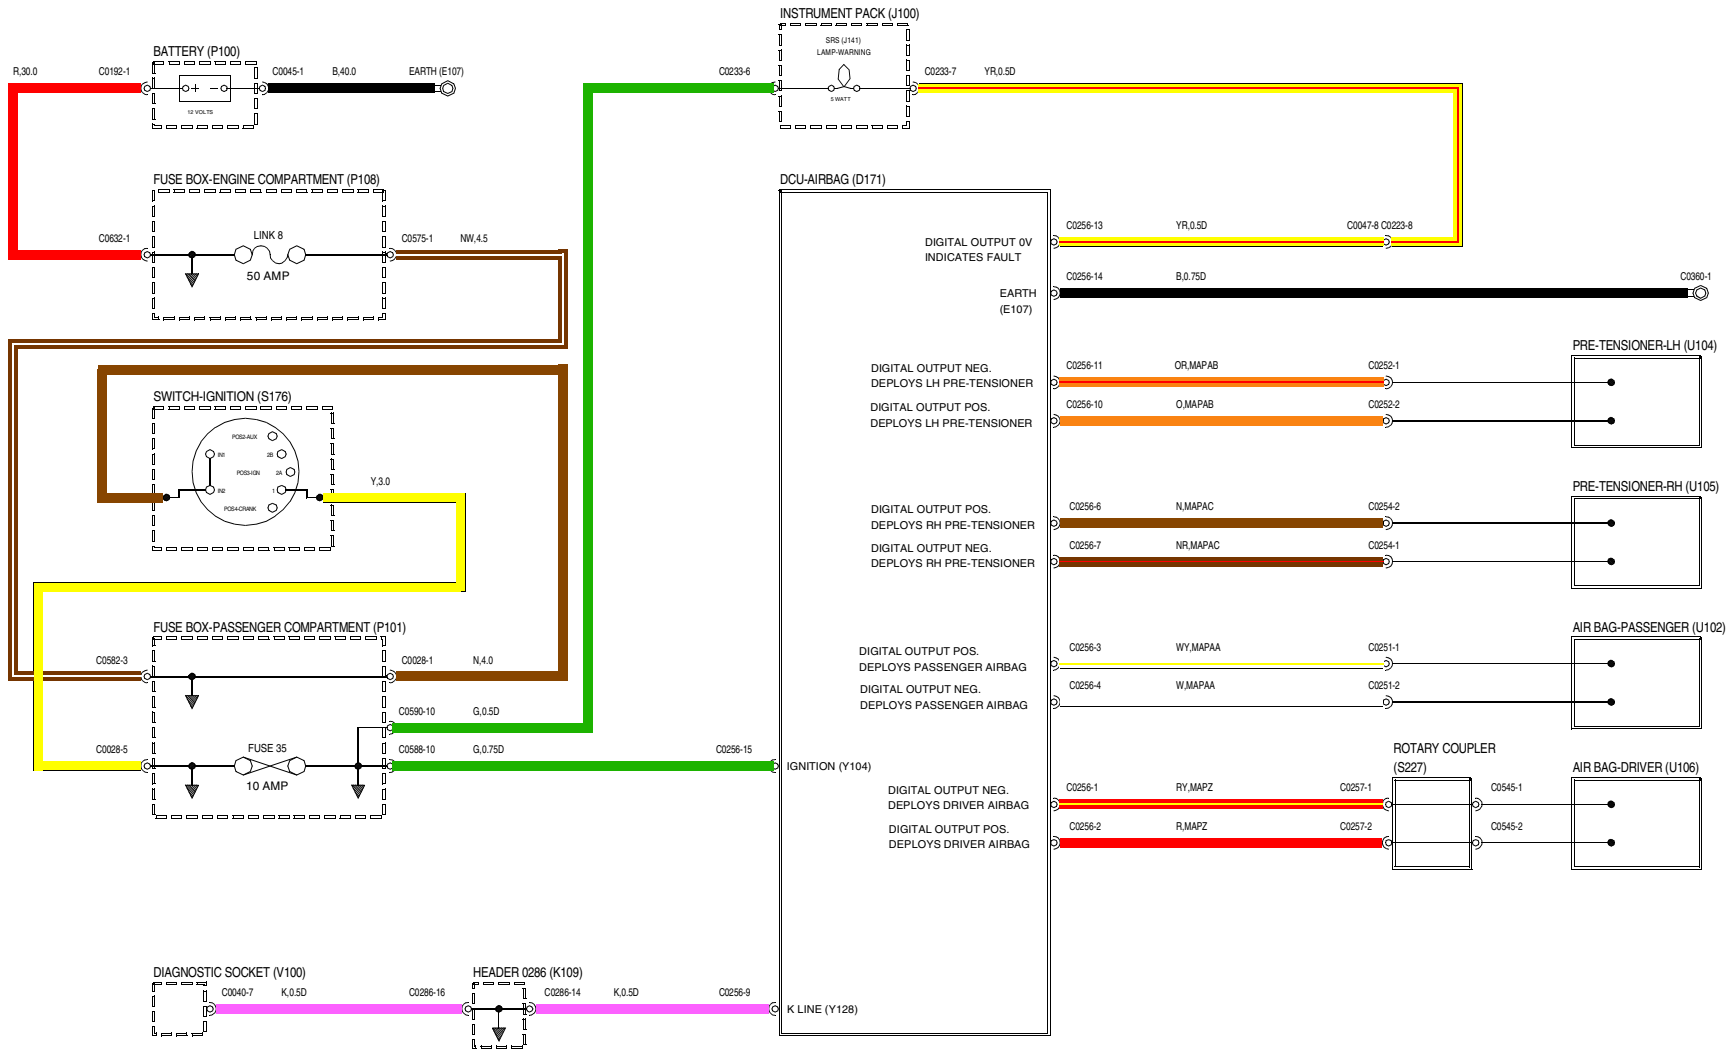 INSTRUMENT PACK (J100)
SRS (J141)
LAMP-WARNING
C0233-6
C0233-7 YR,0.5D
5 WATT
BATTERY (P100)
R,30.0 C0192-1
C0045-1 B,40.0 EARTH (E107)
+ −
12 VOLTS
FUSE BOX-ENGINE COMPARTMENT (P108)
C0632-1
LINK 8
50 AMP
C0575-1 NW,4.5
SWITCH-IGNITION (S176)
POS2-AUX
IN1
2B
POS3-IGN
2A
IN2
1
POS4-CRANK
Y,3.0
FUSE BOX-PASSENGER COMPARTMENT (P101)
C0582-3
C0028-1 N,4.0
C0590-10 G,0.5D
C0028-5
FUSE 35
10 AMP
C0588-10 G,0.75D C0256-15
DCU-AIRBAG (D171)
DIGITAL OUTPUT 0V
INDICATES FAULT
C0256-13 YR,0.5D C0047-8 C0223-8
EARTH
(E107)
C0256-14 B,0.75D C0360-1
DIGITAL OUTPUT NEG.
DEPLOYS LH PRE-TENSIONER
C0256-11 OR,MAPAB C0252-1
DIGITAL OUTPUT POS.
DEPLOYS LH PRE-TENSIONER
C0256-10 O,MAPAB C0252-2
PRE-TENSIONER-LH (U104)
DIGITAL OUTPUT POS.
DEPLOYS RH PRE-TENSIONER
C0256-6 N,MAPAC C0254-2
DIGITAL OUTPUT NEG.
DEPLOYS RH PRE-TENSIONER
C0256-7 NR,MAPAC C0254-1
PRE-TENSIONER-RH (U105)
DIGITAL OUTPUT POS.
DEPLOYS PASSENGER AIRBAG
C0256-3 WY,MAPAA C0251-1
DIGITAL OUTPUT NEG.
DEPLOYS PASSENGER AIRBAG
C0256-4 W,MAPAA C0251-2
AIR BAG-PASSENGER (U102)
IGNITION (Y104)
DIGITAL OUTPUT NEG.
DEPLOYS DRIVER AIRBAG
C0256-1 RY,MAPZ C0257-1
DIGITAL OUTPUT POS.
DEPLOYS DRIVER AIRBAG
C0256-2 R,MAPZ C0257-2
ROTARY COUPLER
(S227)
C0545-1
C0545-2
AIR BAG-DRIVER (U106)
DIAGNOSTIC SOCKET (V100)
C0040-7 K,0.5D C0286-16
HEADER 0286 (K109)
C0286-14 K,0.5D C0256-9
K LINE (Y128)